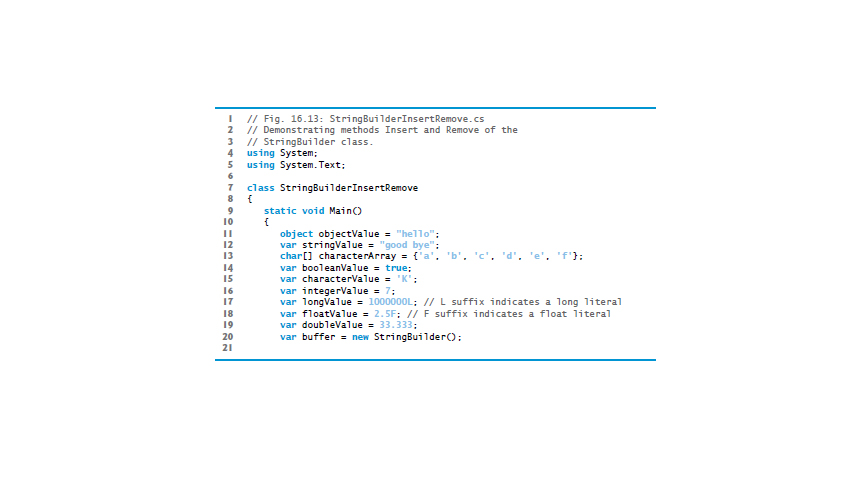 1 // Fig. 16.13: StringBuilderInsertRemove.cs
2 // Demonstrating methods Insert and Remove of the
3 // StringBuilder class.
4 using System;
5 using System.Text;
6
7 class StringBuilderInsertRemove
8 {
9 static void Main()
10 {
11 object objectValue = "hello";
12 var stringValue = "good bye";
13 char[] characterArray = {'a', 'b', 'c', 'd', 'e', 'f'};
14 var booleanValue = true;
15 var characterValue = 'K';
16 var integerValue = 7;
17 var longValue = 1000000L; // L suffix indicates a long literal
18 var floatValue = 2.5F; // F suffix indicates a float literal
19 var doubleValue = 33.333;
20 var buffer = new StringBuilder();
21